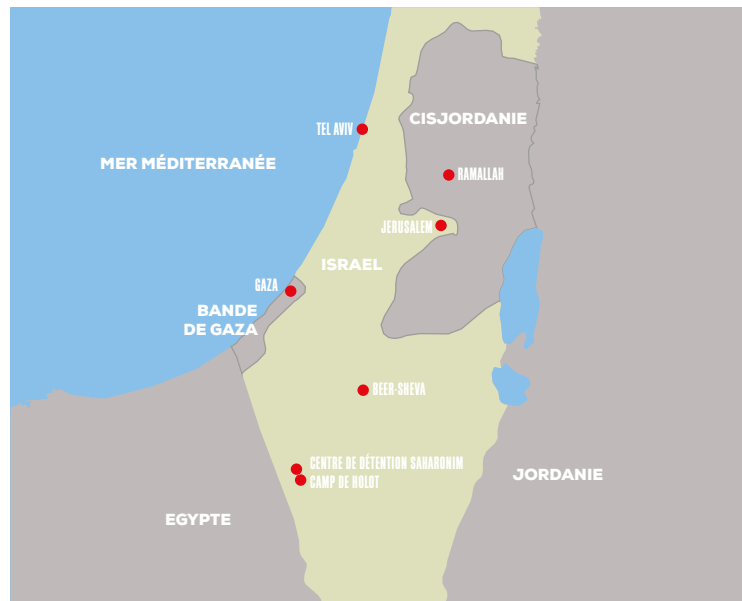 CISJORDANIE
TEL AVIV
MER MÉDITERRANÉE
RAMALLAH
JERUSALEM
ISRAEL
GAZA
BANDE
DE GAZA
BEER-SHEVA
CENTRE DE DÉTENTION SAHARONIM
CAMP DE HOLOT
JORDANIE
EGYPTE